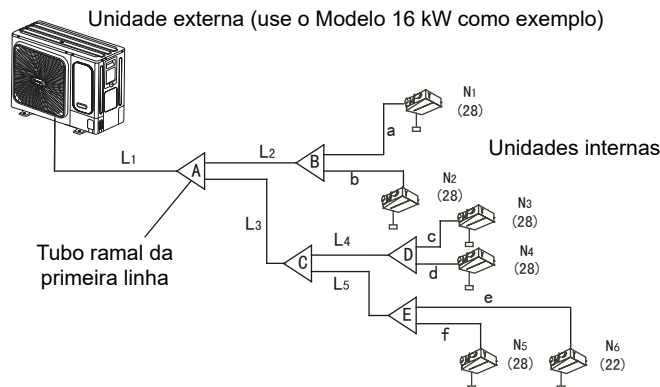 Unidade externa (use o Modelo 16 kW como exemplo)
N1
(28)
a
Unidades internas
L1
A
L2
B
b
N2
(28)
N3
(28)
L3
L4
c
D
d
N4
(28)
Tubo ramal da
primeira linha
C
L5
E
e
f
N5
(28)
N6
(22)